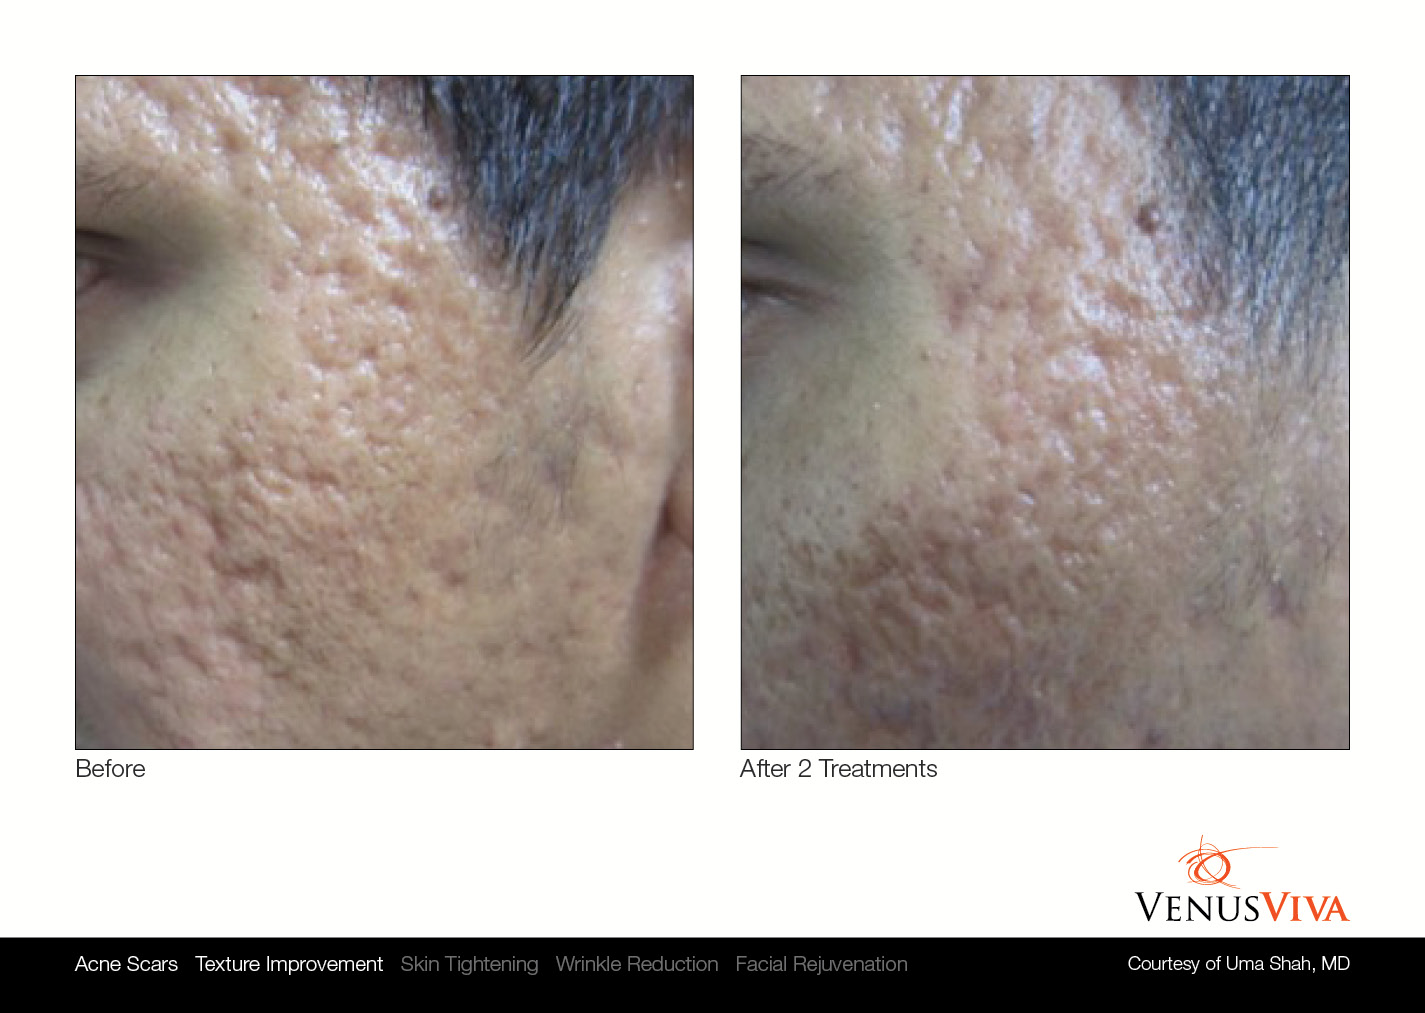 Before
After 2 Treatments
VENUSVIVA
Acne Scars Texture Improvement Skin Tightening Wrinkle Reduction Facial Rejuvenation
Courtesy of Uma Shah, MD